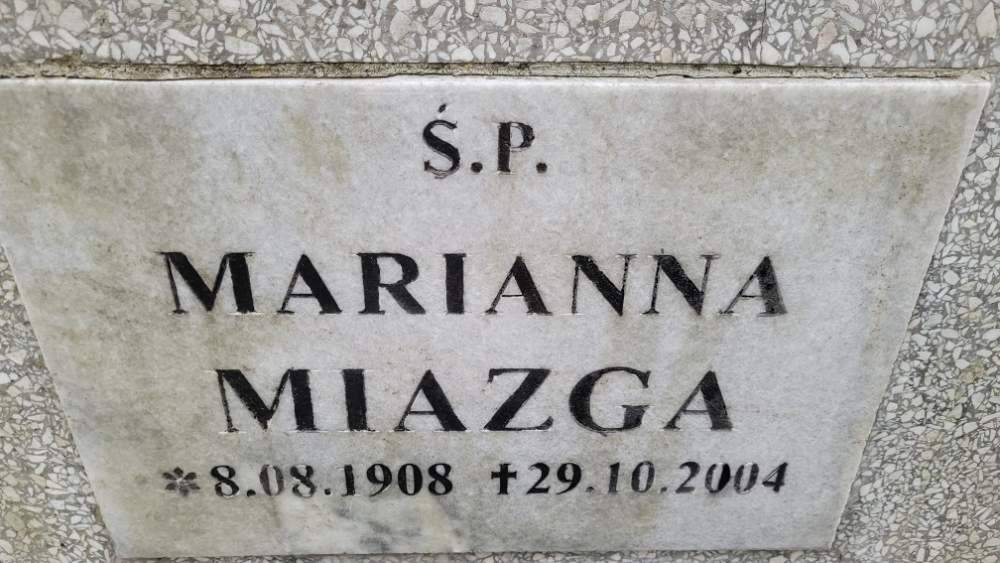 Ś.P.
MARIANNA
MIAZGA
*8.08.1908 †29.10.2004